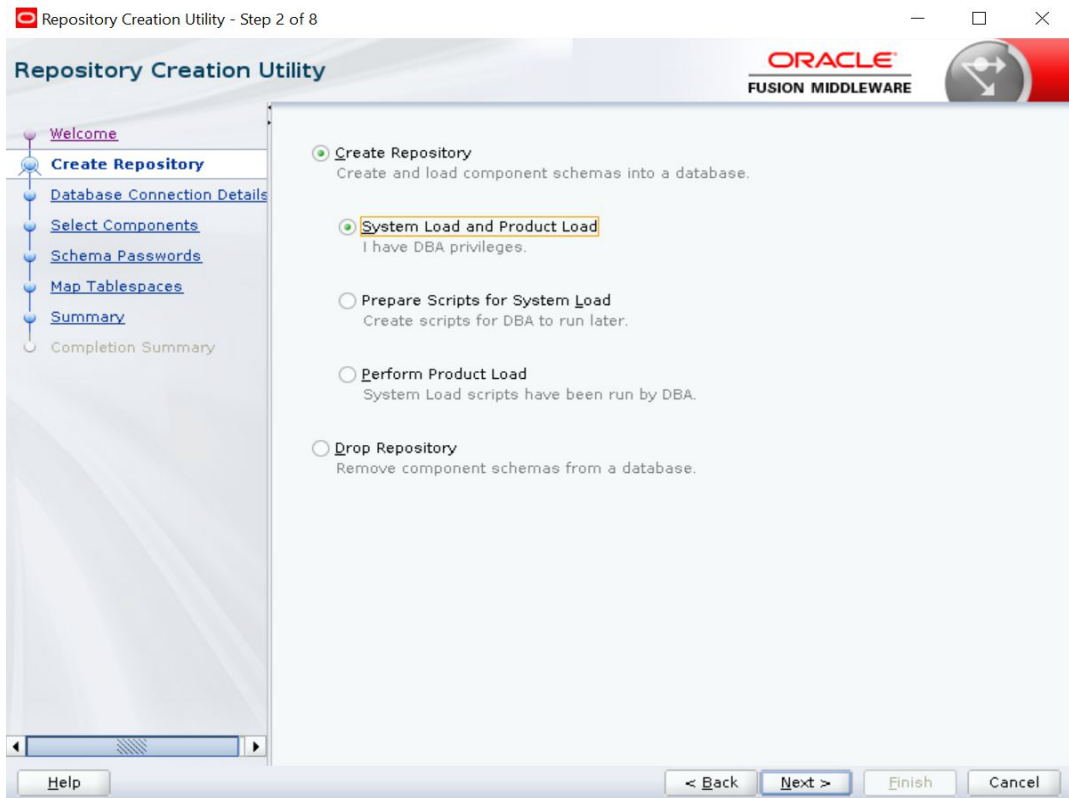 Repository Creation Utility - Step 2 of 8
Repository Creation Utility
ORACLE
FUSION MIDDLEWARE
Welcome
Create Repository
Database Connection Details
Select Components
Schema Passwords
Map Tablespaces
Summary
Completion Summary
Create Repository
Create and load component schemas into a database.
System Load and Product Load
I have DBA privileges.
Prepare Scripts for System Load
Create scripts for DBA to run later.
Perform Product Load
System Load scripts have been run by DBA.
Drop Repository
Remove component schemas from a database.
Help
< Back
Next >
Finish
Cancel